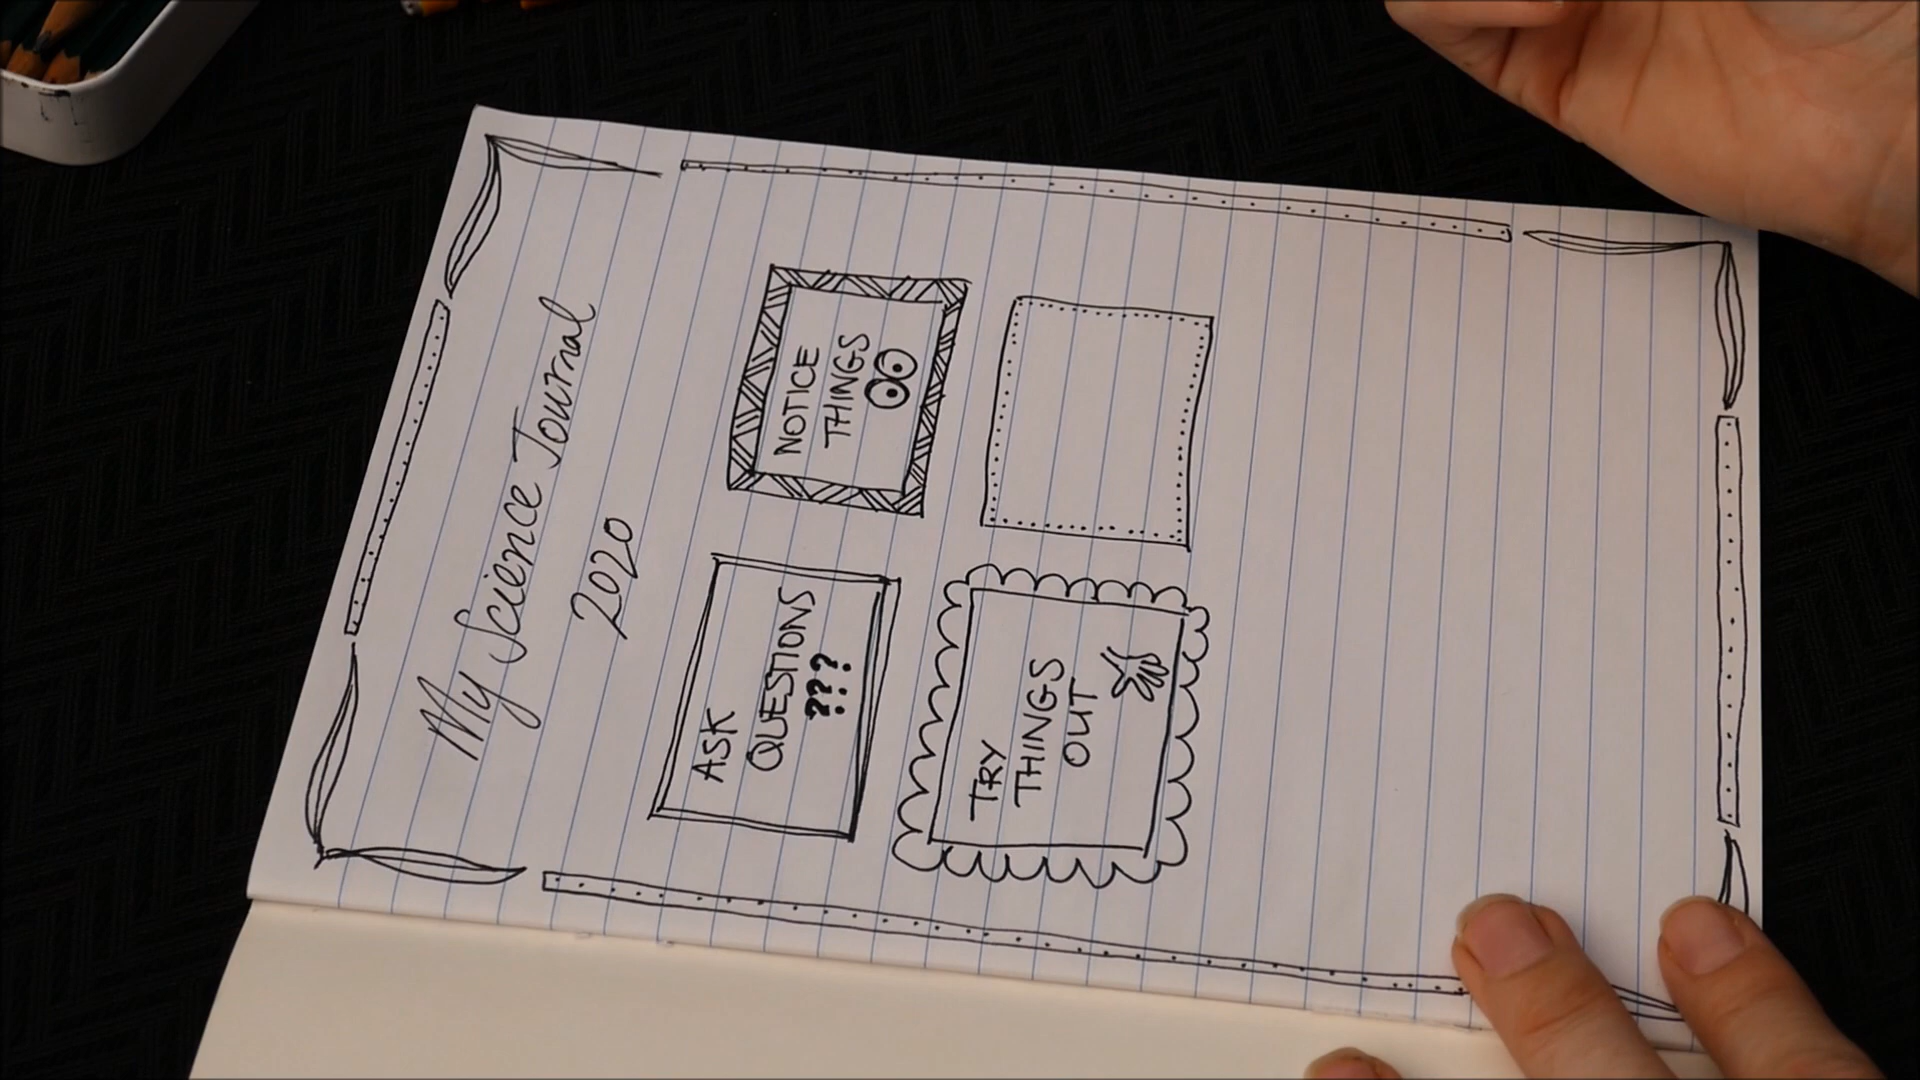 My Science Journal
2020
ASK
QUESTIONS
???
NOTICE
THINGS
TRY
THINGS
OUT